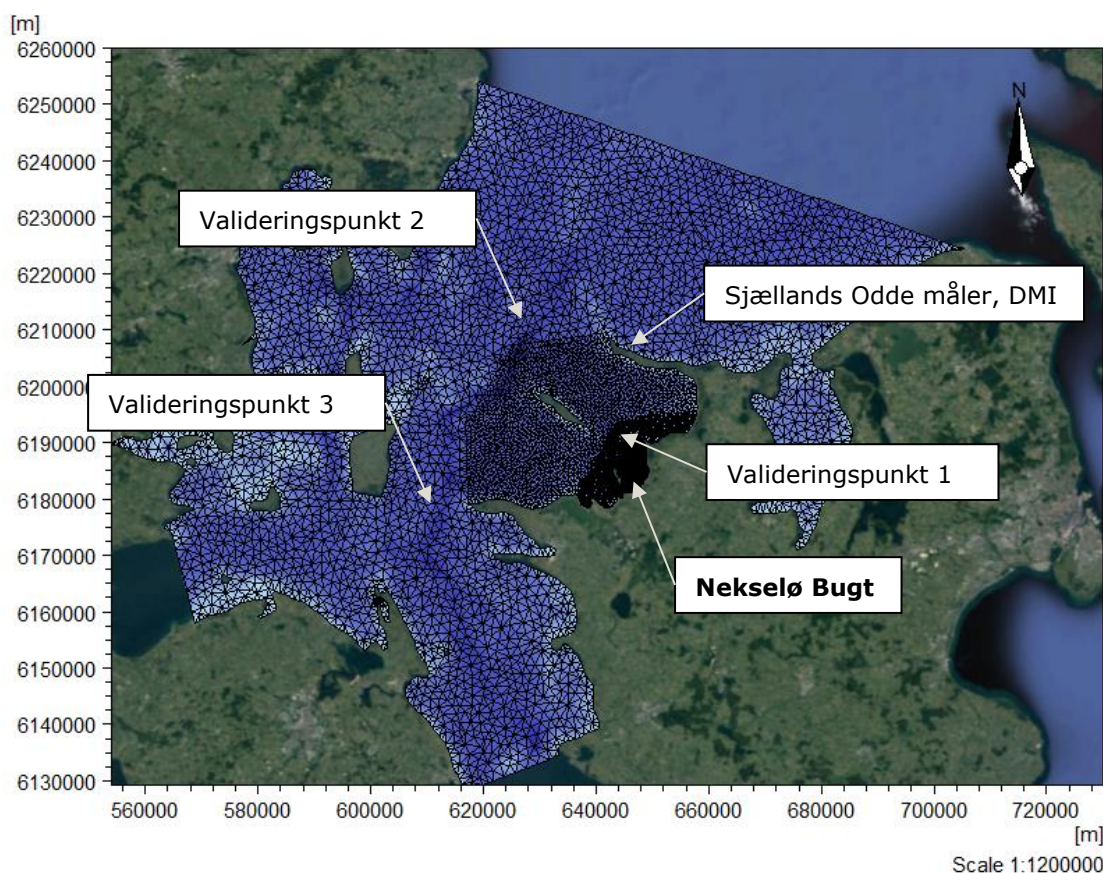 [m]
6260000
6250000
6240000
6230000
6220000
6210000
6200000
6190000
6180000
6170000
6160000
6150000
6140000
6130000
N
Valideringspunkt 2
Sjællands Odde måler, DMI
Valideringspunkt 3
Valideringspunkt 1
Nekselø Bugt
560000 580000 600000 620000 640000 660000 680000 700000 720000
[m]
Scale 1:1200000